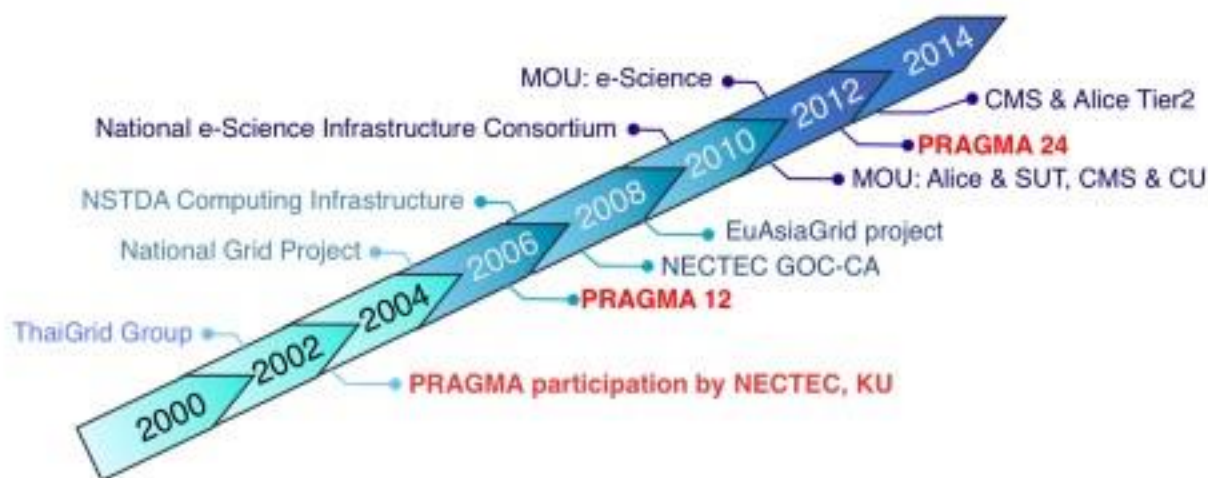 2014
MOU: e-Science
2012
CMS & Alice Tier2
National e-Science Infrastructure Consortium
PRAGMA 24
2010
MOU: Alice & SUT, CMS & CU
NSTDA Computing Infrastructure
2008
EuAsiaGrid project
National Grid Project
2006
NECTEC GOC-CA
PRAGMA 12
2004
ThaiGrid Group
2002
PRAGMA participation by NECTEC, KU
2000